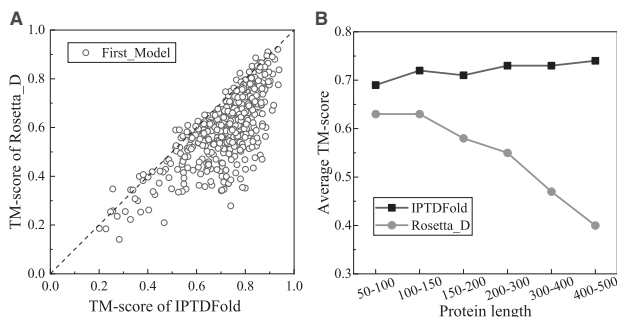 A
TM-score of Rosetta_D
1.0
0.8
0.6
0.4
0.2
0.0
First_Model
0.0 0.2 0.4 0.6 0.8 1.0
TM-score of IPTDFold
B
Average TM-score
0.8
0.7
0.6
0.5
0.4
0.3
IPTDFold
Rosetta_D
50-100 100-150 150-200 200-300 300-400 400-500
Protein length